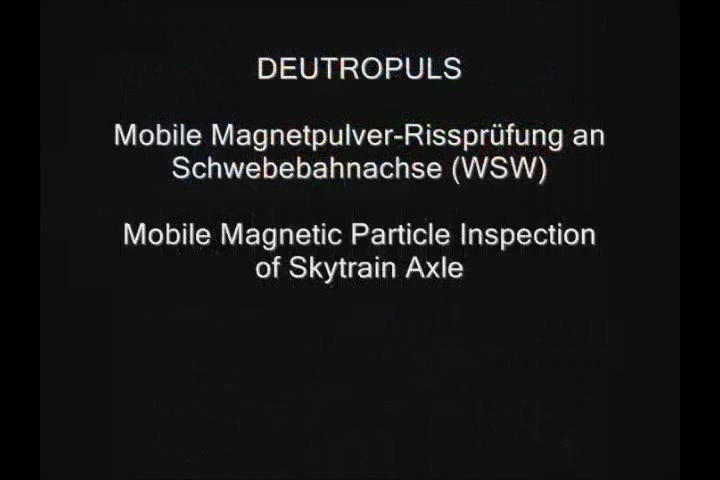 DEUTROPULS
Mobile Magnetpulver-Rissprüfung an
Schwebebahnachse (WSW)
Mobile Magnetic Particle Inspection
of Skytrain Axle